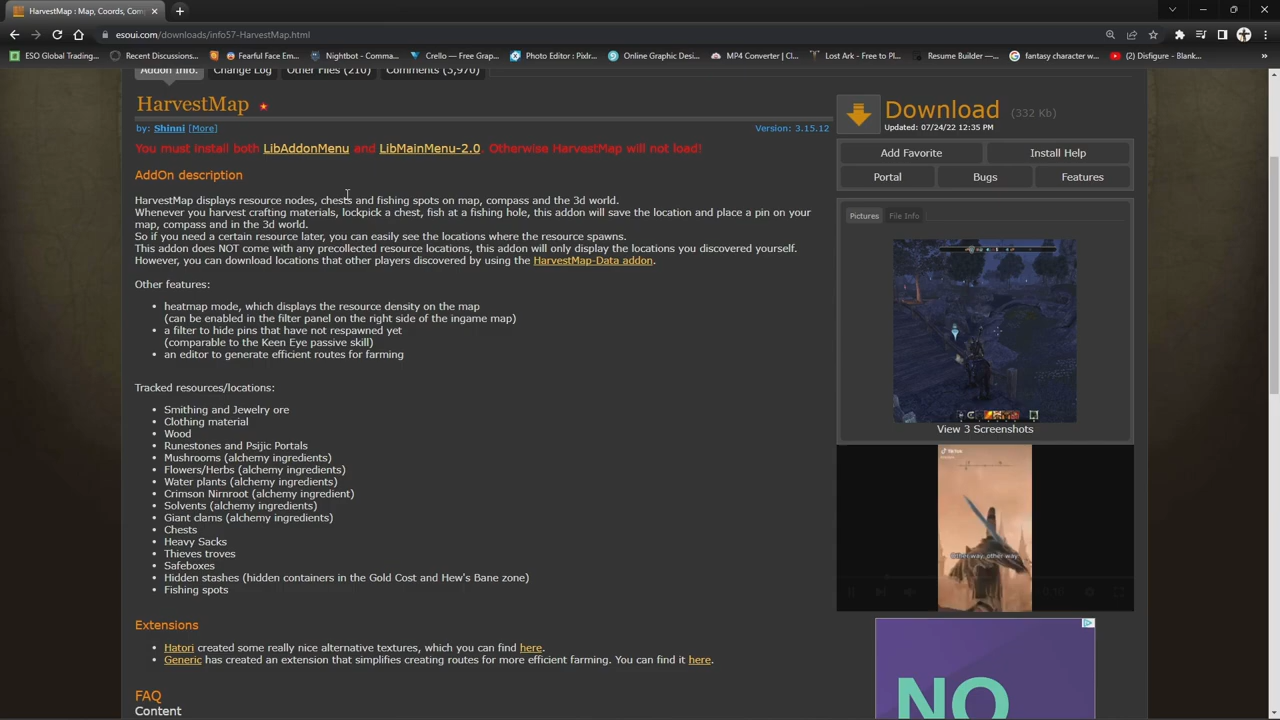 HarvestMap : Map, Coords, Com
esoui.com/downloads/info57-HarvestMap.html
ESO Global Trading...
Recent Discussions...
Fearful Face Em...
Nightbot - Comma...
Crello — Create Fre...
Photo Editor : Pixlr...
Online Graphic Desi...
MP4 Converter | Cl...
Lost Ark – Free to Pl...
Resume Builder—...
fantasy character w...
(2) Disfigure - Blank...
Addon Info.
Change Log
Other Files (210)
Comments (5,970)
HarvestMap
by: Shinni [More]
Version: 3.15.12
You must install both LibAddonMenu and LibMainMenu-2.0. Otherwise HarvestMap will not load!
AddOn description
HarvestMap displays resource nodes, chests and fishing spots on map, compass and the 3d world.
Whenever you harvest crafting materials, lockpick a chest, fish at a fishing hole, this addon will save the location and place a pin on your
map, compass and in the 3d world.
So if you need a certain resource later, you can easily see the locations where the resource spawns.
This addon does NOT come with any precollected resource locations, this addon will only display the locations you discovered yourself.
However, you can download locations that other players discovered by using the HarvestMap-Data addon.
Other features:
heatmap mode, which displays the resource density on the map
(can be enabled in the filter panel on the right side of the ingame map)
a filter to hide pins that have not respawned yet
(comparable to the Keen Eye passive skill)
an editor to generate efficient routes for farming
Tracked resources/locations:
Smithing and Jewelry ore
Clothing material
Wood
Runestones and Psijic Portals
Mushrooms (alchemy ingredients)
Flowers/Herbs (alchemy ingredients)
Water plants (alchemy ingredients)
Crimson Nirnroot (alchemy ingredient)
Solvents (alchemy ingredients)
Giant clams (alchemy ingredients)
Chests
Heavy Sacks
Thieves troves
Safeboxes
Hidden stashes (hidden containers in the Gold Cost and Hew's Bane zone)
Fishing spots
Extensions
Hatori created some really nice alternative textures, which you can find here.
Generic has created an extension that simplifies creating routes for more efficient farming. You can find it here.
FAQ
Content
Download (332 Kb)
Updated: 07/24/22 12:35 PM
Add Favorite
Install Help
Portal
Bugs
Features
Pictures
File Info
View 3 Screenshots
TikTok
Other way, other way
NO